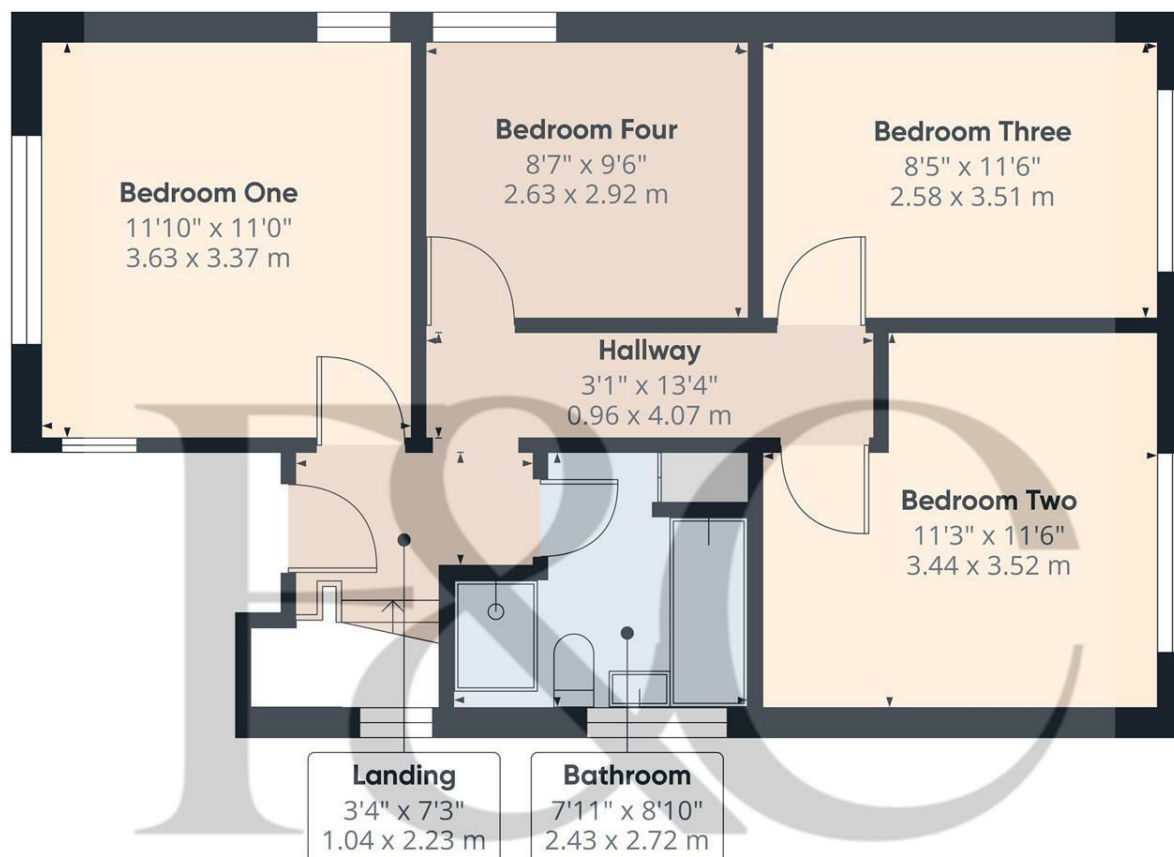 Bedroom One
11'10" x 11'0"
3.63 x 3.37 m
Bedroom Four
8'7" x 9'6"
2.63 x 2.92 m
Bedroom Three
8'5" x 11'6"
2.58 x 3.51 m
Hallway
3'1" x 13'4"
0.96 x 4.07 m
Bedroom Two
11'3" x 11'6"
3.44 x 3.52 m
Landing
3'4" x 7'3"
1.04 x 2.23 m
Bathroom
7'11" x 8'10"
2.43 x 2.72 m
F&C